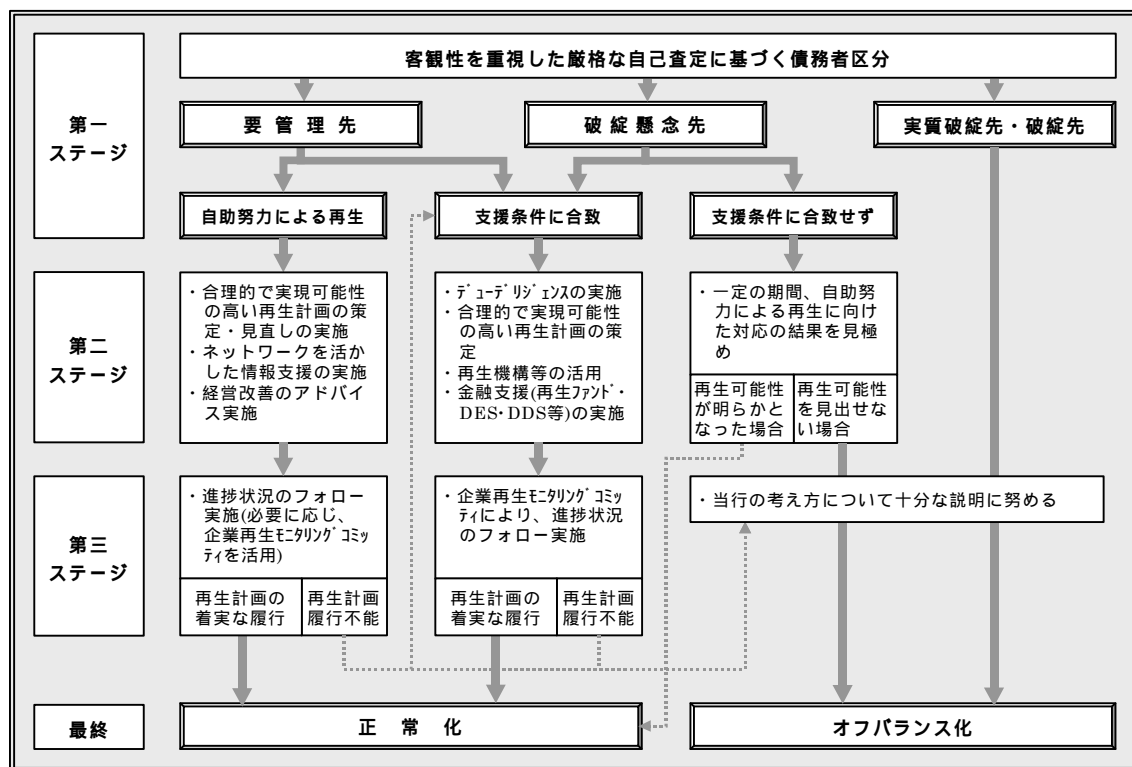 第一
ステージ
客観性を重視した厳格な自己査定に基づく債務者区分
要管理先
破綻懸念先
実質破綻先・破綻先
自助努力による再生
支援条件に合致
支援条件に合致せず
第二
ステージ
・合理的で実現可能性
の高い再生計画の策
定・見直しの実施
・ネットワークを活か
した情報支援の実施
・経営改善のアドバイ
ス実施
・ﾃﾞｭｰﾃﾞﾘｼﾞｪﾝｽの実施
・合理的で実現可能性
の高い再生計画の策
定
・再生機構等の活用
・金融支援(再生ﾌｧﾝﾄﾞ・
DES・DDS等)の実施
・一定の期間、自助努
力による再生に向け
た対応の結果を見極
め
再生可能性
が明らかと
なった場合
再生可能性
を見出せな
い場合
第三
ステージ
・進捗状況のフォロー
実施(必要に応じ、
企業再生ﾓﾆﾀﾘﾝｸﾞｺﾐｯ
ﾃｨを活用)
再生計画の
着実な履行
再生計画
履行不能
・企業再生ﾓﾆﾀﾘﾝｸﾞｺﾐｯ
ﾃｨにより、進捗状況
のフォロー実施
再生計画の
着実な履行
再生計画
履行不能
・当行の考え方について十分な説明に努める
最終
正常化
オフバランス化